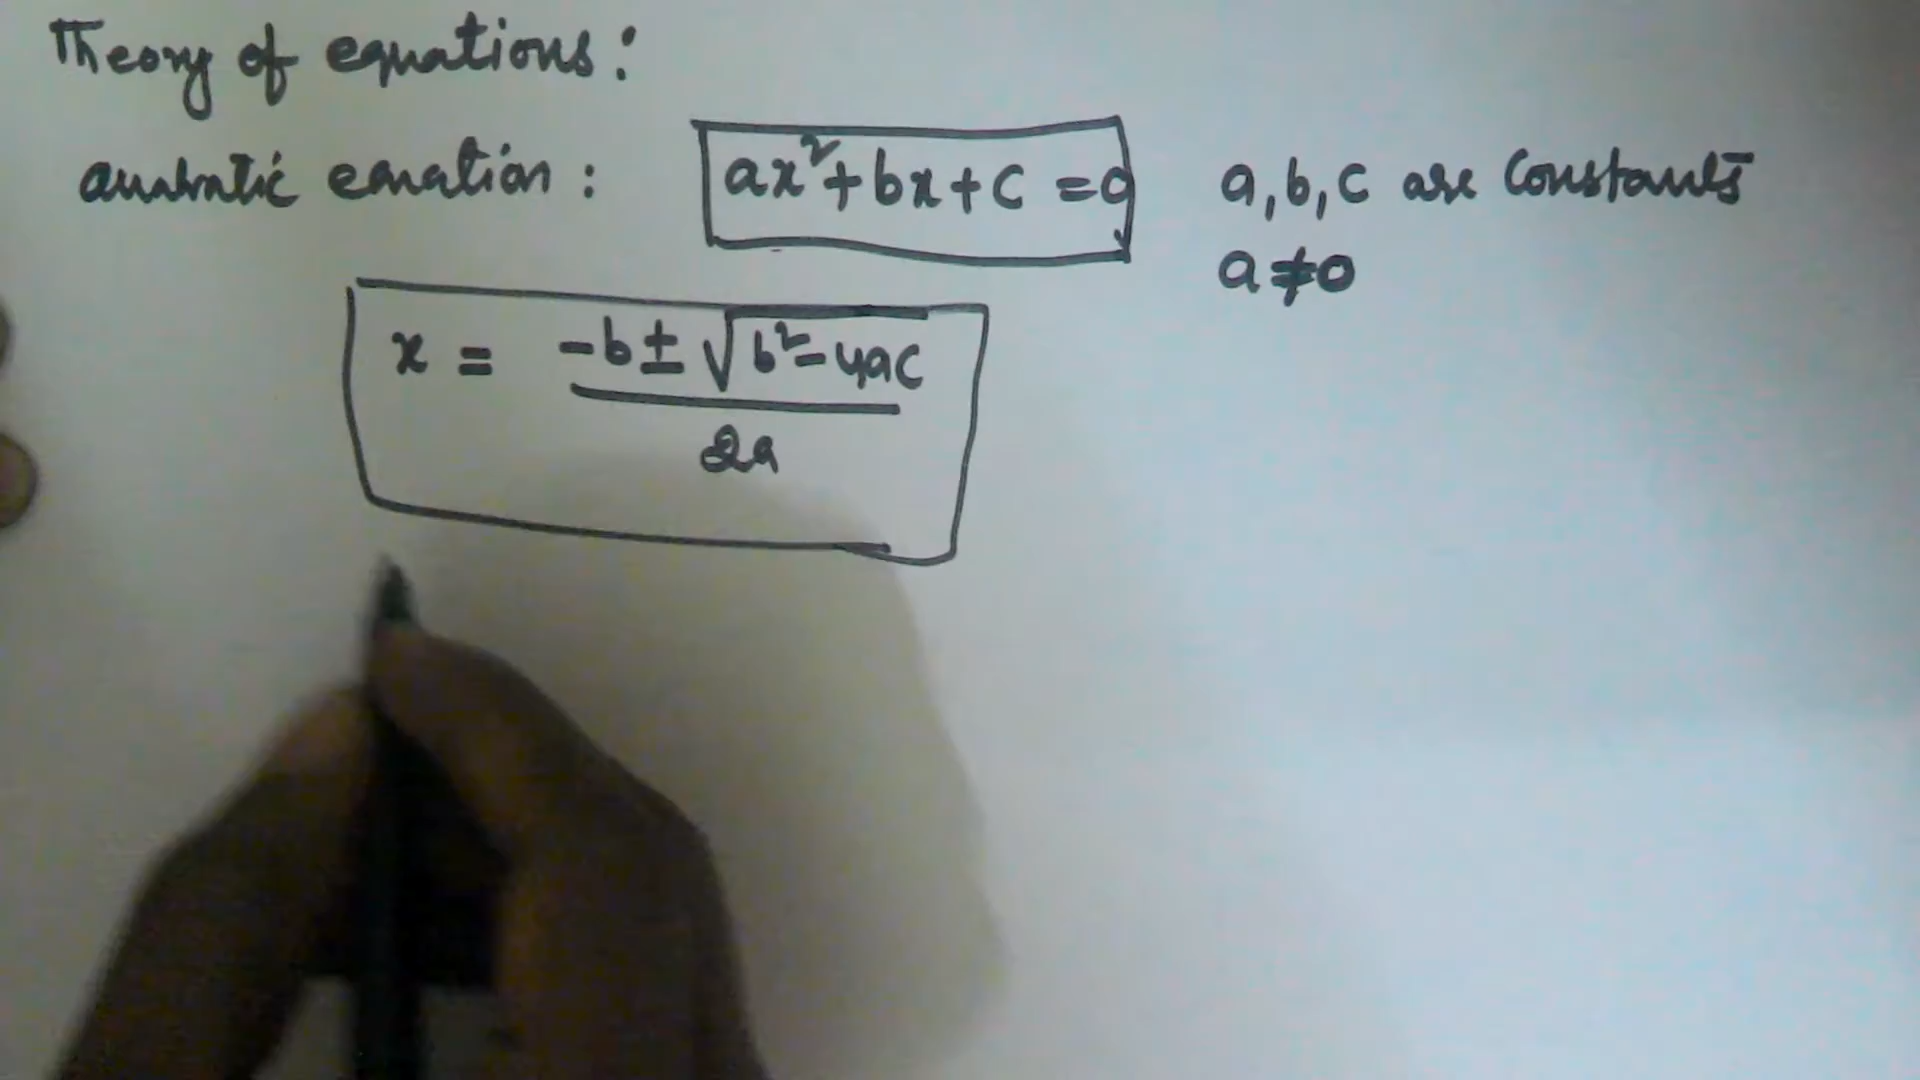 Theory of equations:
Quadratic equation: ax²+bx+c =0 a,b,c are constants
a≠0
x = -b±√b²-4ac
2a